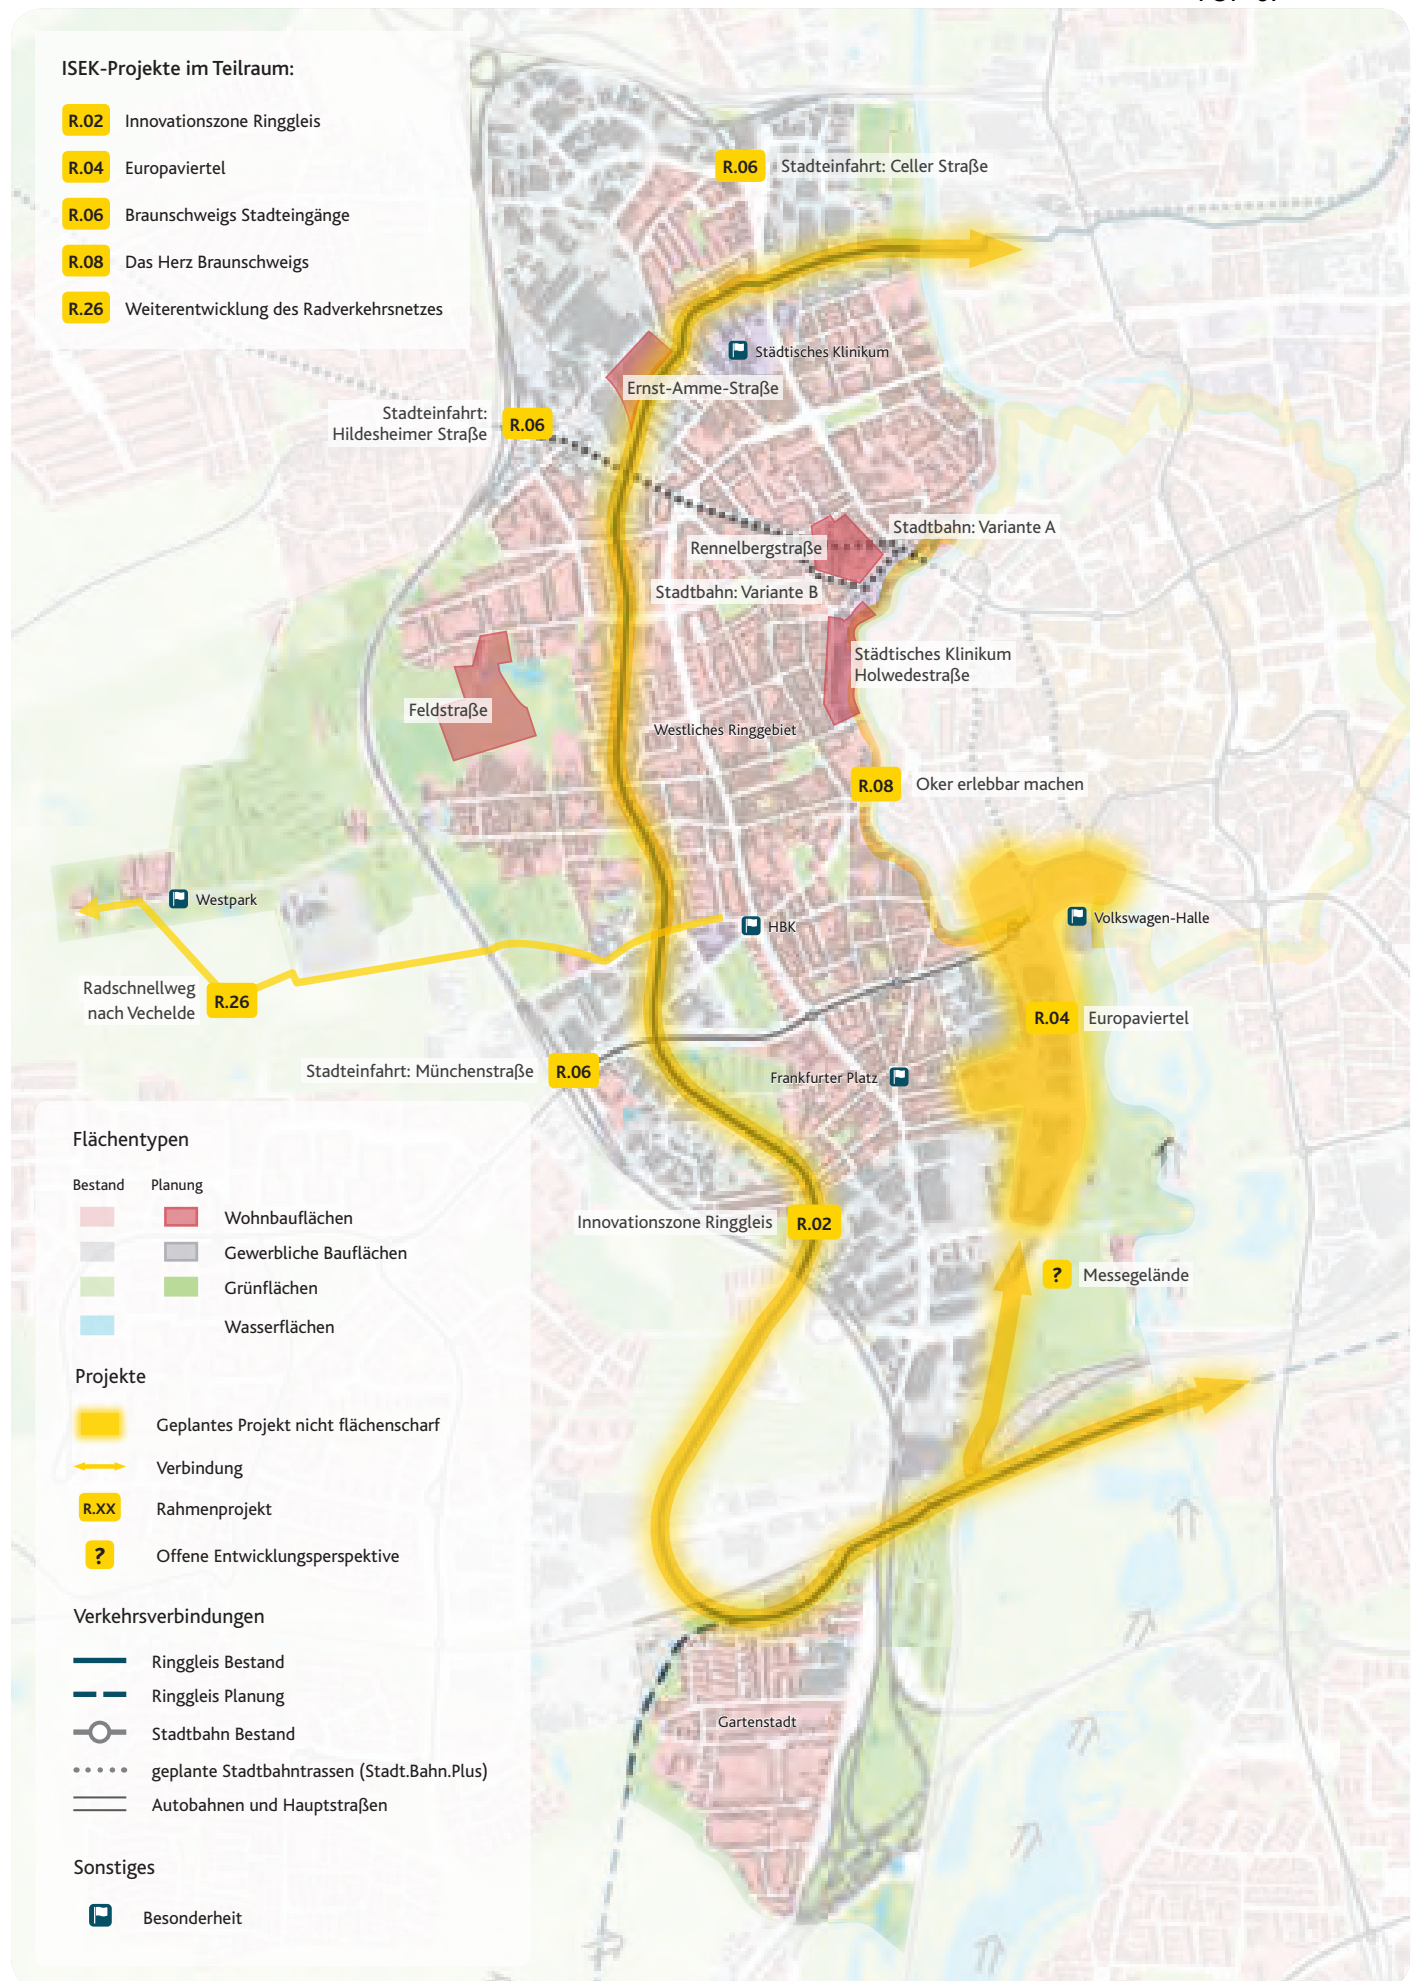 ISEK-Projekte im Teilraum:
R.02 Innovationszone Ringgleis
R.04 Europaviertel
R.06 Braunschweigs Stadteingänge
R.08 Das Herz Braunschweigs
R.26 Weiterentwicklung des Radverkehrsnetzes
R.06 Stadteinfahrt: Celler Straße
Städtisches Klinikum
Ernst-Amme-Straße
Stadteinfahrt:
Hildesheimer Straße
R.06
Stadtbahn: Variante A
Rennelbergstraße
Stadtbahn: Variante B
Städtisches Klinikum
Holwedestraße
Feldstraße
Westliches Ringgebiet
R.08 Oker erlebbar machen
Westpark
HBK
Volkswagen-Halle
Radschnellweg
nach Vechelde
R.26
R.04 Europaviertel
Stadteinfahrt: Münchenstraße R.06
Frankfurter Platz
Innovationszone Ringgleis R.02
? Messegelände
Gartenstadt
Flächentypen
Bestand Planung
Wohnbauflächen
Gewerbliche Bauflächen
Grünflächen
Wasserflächen
Projekte
Geplantes Projekt nicht flächenscharf
Verbindung
R.XX Rahmenprojekt
? Offene Entwicklungsperspektive
Verkehrsverbindungen
Ringgleis Bestand
Ringgleis Planung
Stadtbahn Bestand
geplante Stadtbahntrassen (Stadt.Bahn.Plus)
Autobahnen und Hauptstraßen
Sonstiges
Besonderheit